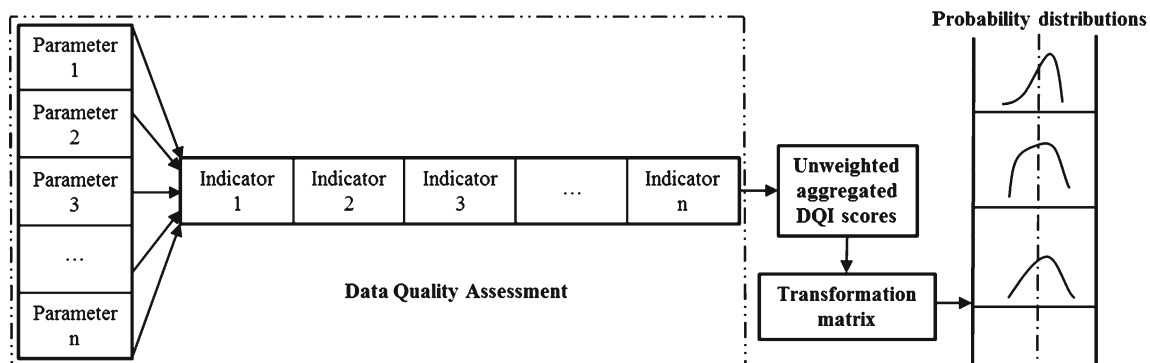 Probability distributions
Parameter
1
Parameter
2
Parameter
3
...
Parameter
n
Indicator
1
Indicator
2
Indicator
3
...
Indicator
n
Data Quality Assessment
Unweighted
aggregated
DQI scores
Transformation
matrix